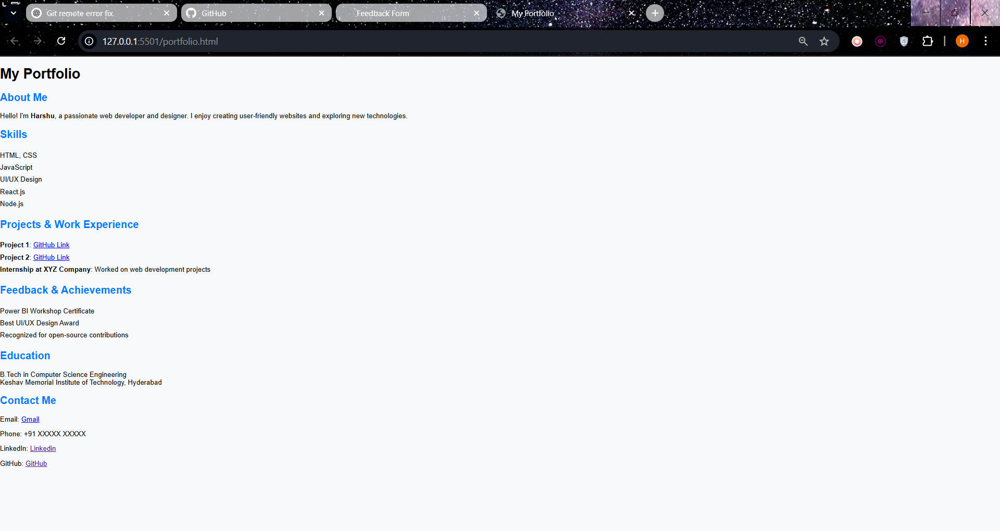 Git remote error fix
GitHub
Feedback Form
My Portfolio
127.0.0.1:5501/portfolio.html
BR
H
My Portfolio
About Me
Hello! I'm Harshu, a passionate web developer and designer. I enjoy creating user-friendly websites and exploring new technologies.
Skills
HTML, CSS
JavaScript
UI/UX Design
React.js
Node.js
Projects & Work Experience
Project 1: GitHub Link
Project 2: GitHub Link
Internship at XYZ Company: Worked on web development projects
Feedback & Achievements
Power BI Workshop Certificate
Best UI/UX Design Award
Recognized for open-source contributions
Education
B.Tech in Computer Science Engineering
Keshav Memorial Institute of Technology, Hyderabad
Contact Me
Email: Gmail
Phone: +91 XXXXX XXXXX
LinkedIn: Linkedin
GitHub: GitHub